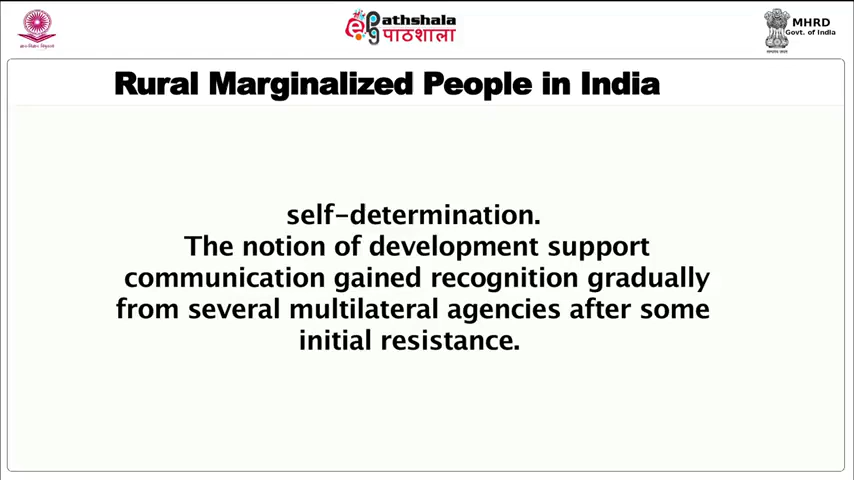 Pathshala
पाठशाला
MHRD
Govt. of India
Rural Marginalized People in India
self-determination.
The notion of development support
communication gained recognition gradually
from several multilateral agencies after some
initial resistance.